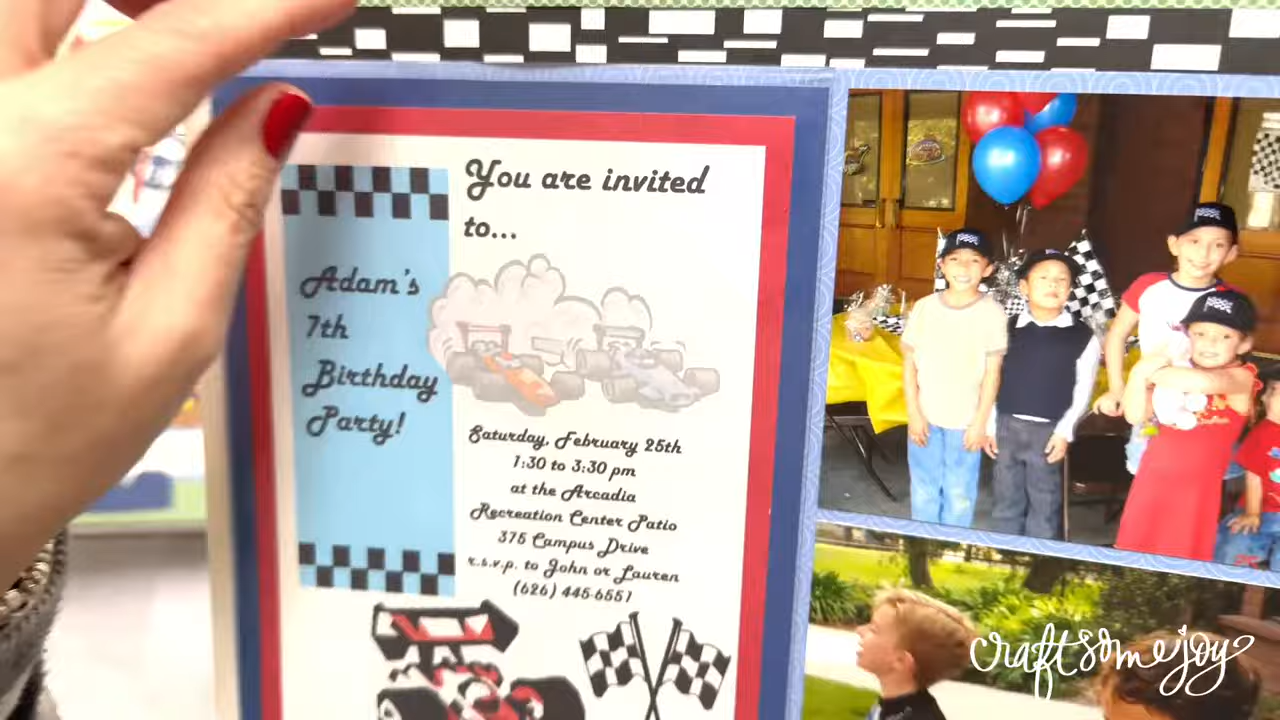 You are invited
to...
Adam's
7th
Birthday
Party!
Saturday, February 25th
1:30 to 3:30 pm
at the Arcadia
Recreation Center Patio
375 Campus Drive
r.s.v.p. to John or Lauren
(626) 445-6551
craftsomejoy